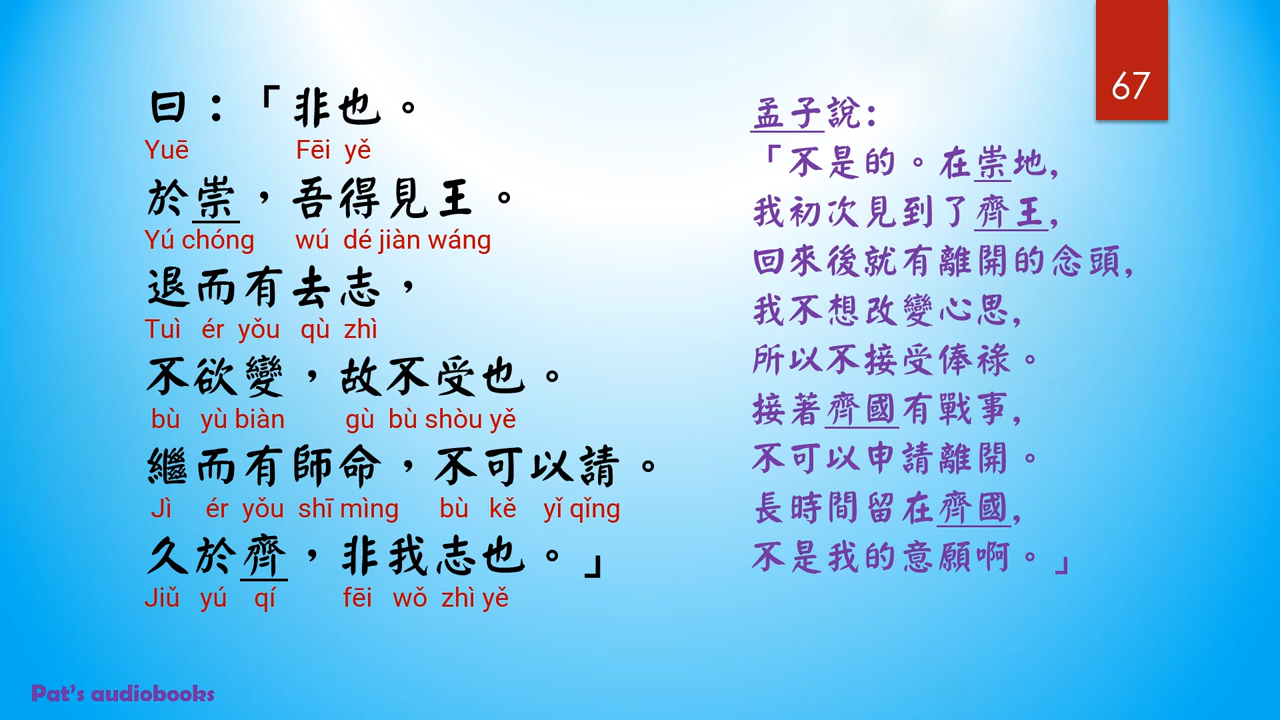 67
曰：「非也。
Yuē Fēi yě
於崇，吾得見王。
Yú chóng wú dé jiàn wáng
退而有去志，
Tuì ér yǒu qù zhì
不欲變，故不受也。
bù yù biàn gù bù shòu yě
繼而有師命，不可以請。
Jì ér yǒu shī mìng bù kě yǐ qǐng
久於齊，非我志也。」
Jiǔ yú qí fēi wǒ zhì yě
孟子說：
「不是的。在崇地，
我初次見到了齊王，
回來後就有離開的念頭，
我不想改變心思，
所以不接受俸祿。
接著齊國有戰事，
不可以申請離開。
長時間留在齊國，
不是我的意願啊。」
Pat's audiobooks